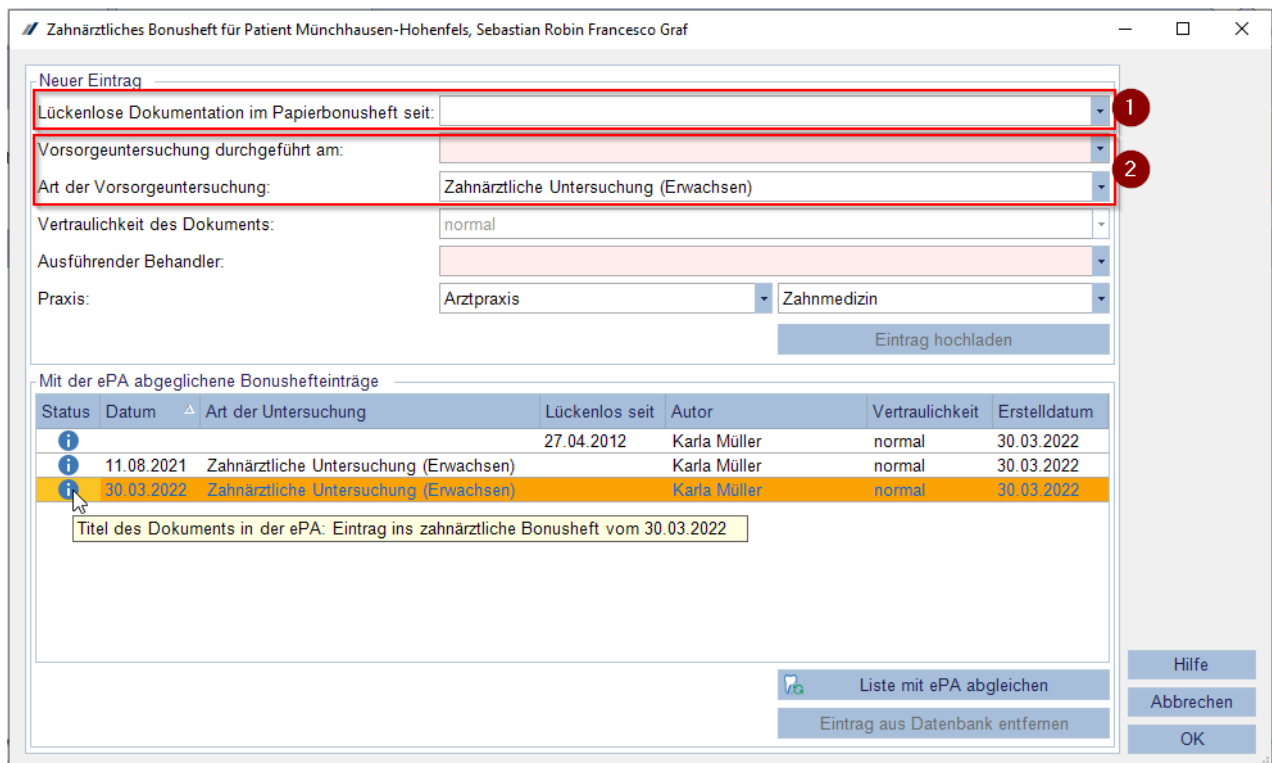 Zahnärztliches Bonusheft für Patient Münchhausen-Hohenfels, Sebastian Robin Francesco Graf
Neuer Eintrag
Lückenlose Dokumentation im Papierbonusheft seit: 1
Vorsorgeuntersuchung durchgeführt am:
2
Art der Vorsorgeuntersuchung: Zahnärztliche Untersuchung (Erwachsen)
Vertraulichkeit des Dokuments: normal
Ausführender Behandler:
Praxis: Arztpraxis Zahnmedizin
Eintrag hochladen
Mit der ePA abgeglichene Bonushefteinträge
Status Datum Art der Untersuchung Lückenlos seit Autor Vertraulichkeit Erstelldatum
27.04.2012 Karla Müller normal 30.03.2022
11.08.2021 Zahnärztliche Untersuchung (Erwachsen) Karla Müller normal 30.03.2022
30.03.2022 Zahnärztliche Untersuchung (Erwachsen) Karla Müller normal 30.03.2022
Titel des Dokuments in der ePA: Eintrag ins zahnärztliche Bonusheft vom 30.03.2022
Hilfe
Liste mit ePA abgleichen
Abbrechen
Eintrag aus Datenbank entfernen
OK